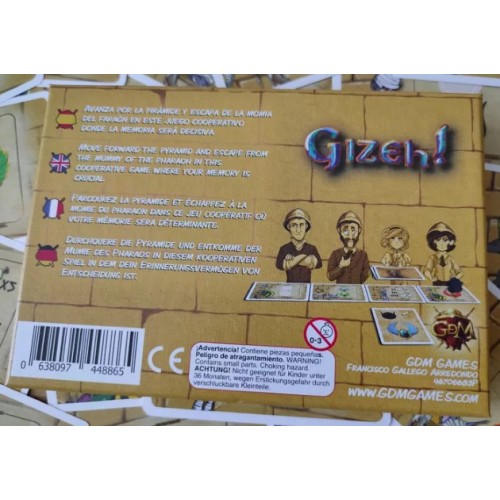 Avanza por la pirámide y escapa de la momia
del faraón en este juego cooperativo
donde la memoria será decisiva.
Move forward the pyramid and escape from
the mummy of the pharaoh in this
cooperative game where your memory is
crucial.
Parcourez la pyramide et échappez à la
momie du pharaon dans ce jeu coopératif où
votre mémoire sera déterminante.
Durchquere die Pyramide und entkomme der
Mumie des Pharaos in diesem kooperativen
Spiel in dem dein Erinnerungsvermögen von
Entscheidung ist.
Gizeh!
0 638097 448865
CE
0-3
¡Advertencia! Contiene piezas pequeñas.
Peligro de atragantamiento. Warning!
Contains small parts. Choking hazard.
ACHTUNG! Nicht geeignet für Kinder unter
36 Monaten, wegen Erstickungsgefahr durch
verschluckbare Kleinteile.
GDM
GDM Games
Francisco Gallego Arredondo
www.gdmgames.com